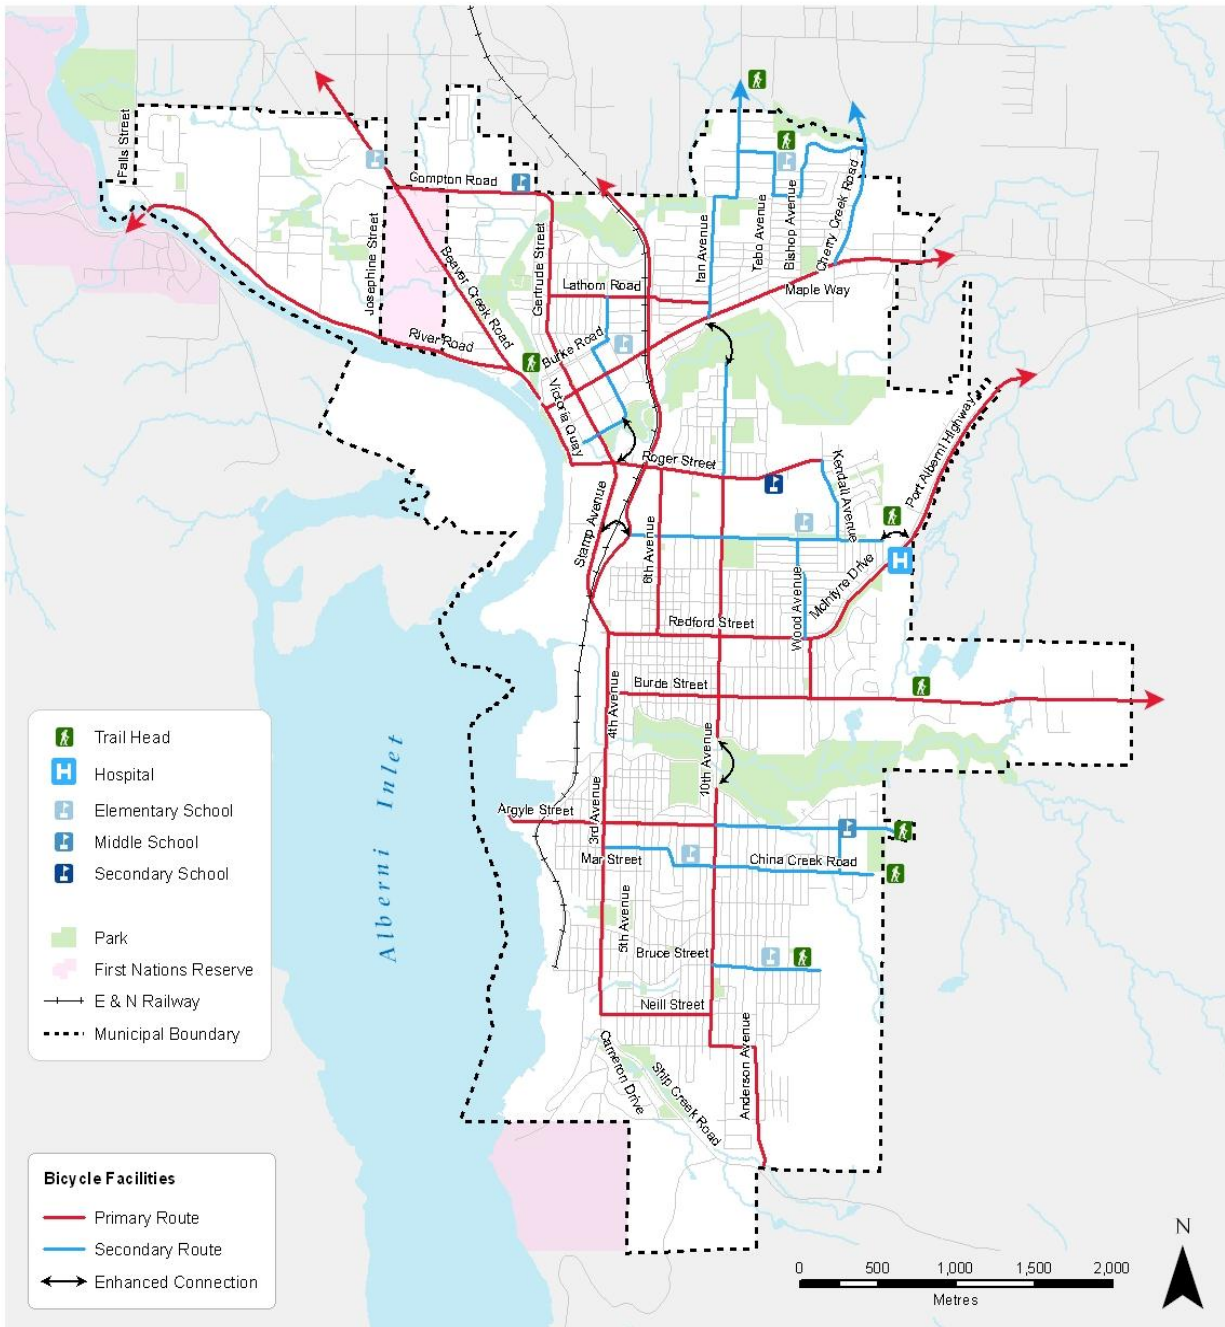 Falls Street
Compton Road
Josephine Street
Beaver Creek Road
Gertrude Street
Lathom Road
Ian Avenue
Tebo Avenue
Bishop Avenue
Cherry Creek Road
Maple Way
River Road
Burke Road
Victoria Quay
Roger Street
Kendall Avenue
Port Alberni Highway
Stamp Avenue
6th Avenue
Wood Avenue
McIntyre Drive
H
Redford Street
Burde Street
4th Avenue
10th Avenue
Argyle Street
3rd Avenue
Mar Street
China Creek Road
5th Avenue
Bruce Street
Neill Street
Cameron Drive
Ship Creek Road
Anderson Avenue
Alberni Inlet
Trail Head
H Hospital
Elementary School
Middle School
Secondary School
Park
First Nations Reserve
E & N Railway
Municipal Boundary
Bicycle Facilities
Primary Route
Secondary Route
Enhanced Connection
N
0 500 1,000 1,500 2,000
Metres